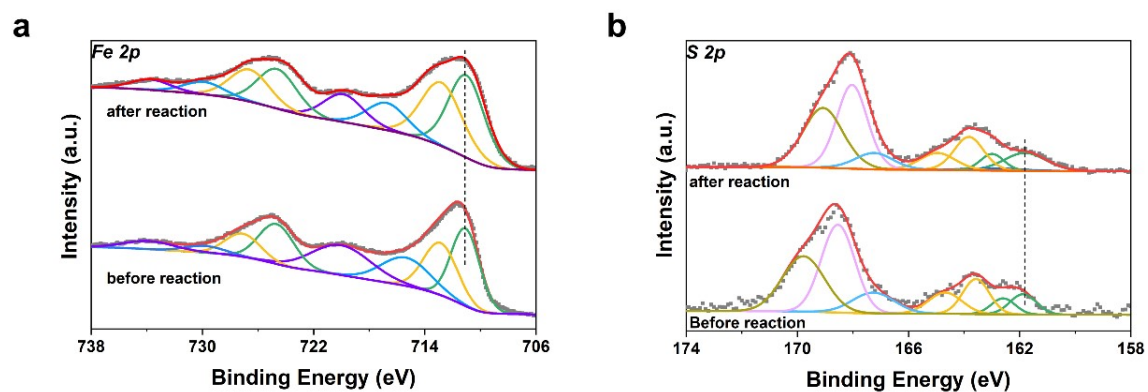 a
Fe 2p
after reaction
before reaction
Intensity (a.u.)
738 730 722 714 706
Binding Energy (eV)
b
S 2p
after reaction
Before reaction
Intensity (a.u.)
174 170 166 162 158
Binding Energy (eV)